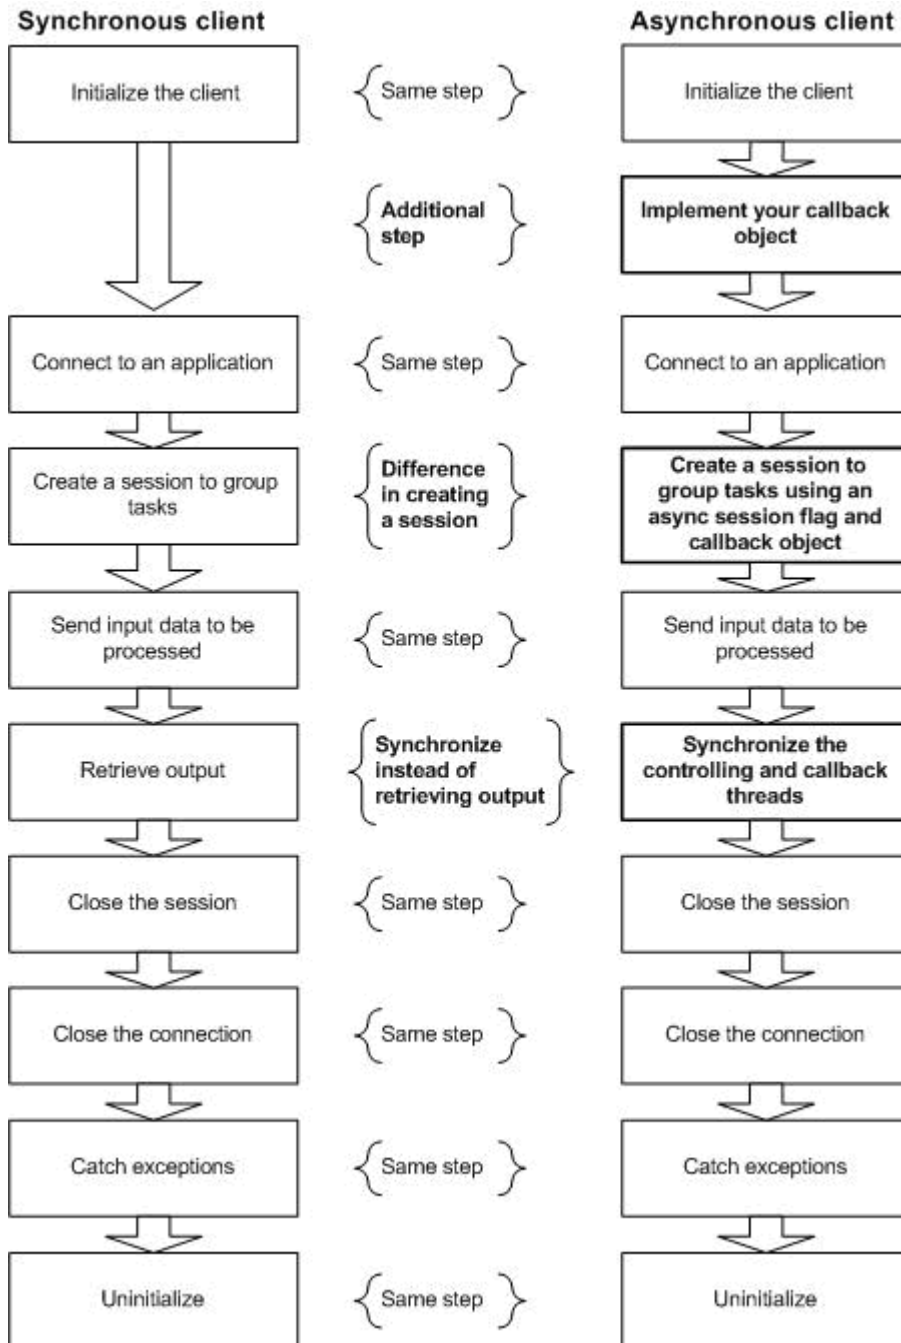 Synchronous client
Asynchronous client
Initialize the client
Same step
Initialize the client
Additional
step
Implement your callback
object
Connect to an application
Same step
Connect to an application
Create a session to group
tasks
Difference
in creating
a session
Create a session to
group tasks using an
async session flag and
callback object
Send input data to be
processed
Same step
Send input data to be
processed
Retrieve output
Synchronize
instead of
retrieving output
Synchronize the
controlling and callback
threads
Close the session
Same step
Close the session
Close the connection
Same step
Close the connection
Catch exceptions
Same step
Catch exceptions
Uninitialize
Same step
Uninitialize